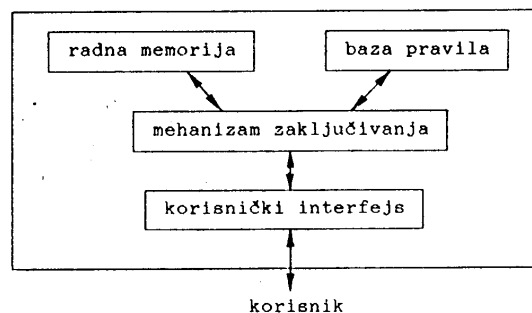 radna memorija
baza pravila
mehanizam zaključivanja
korisnički interfejs
korisnik